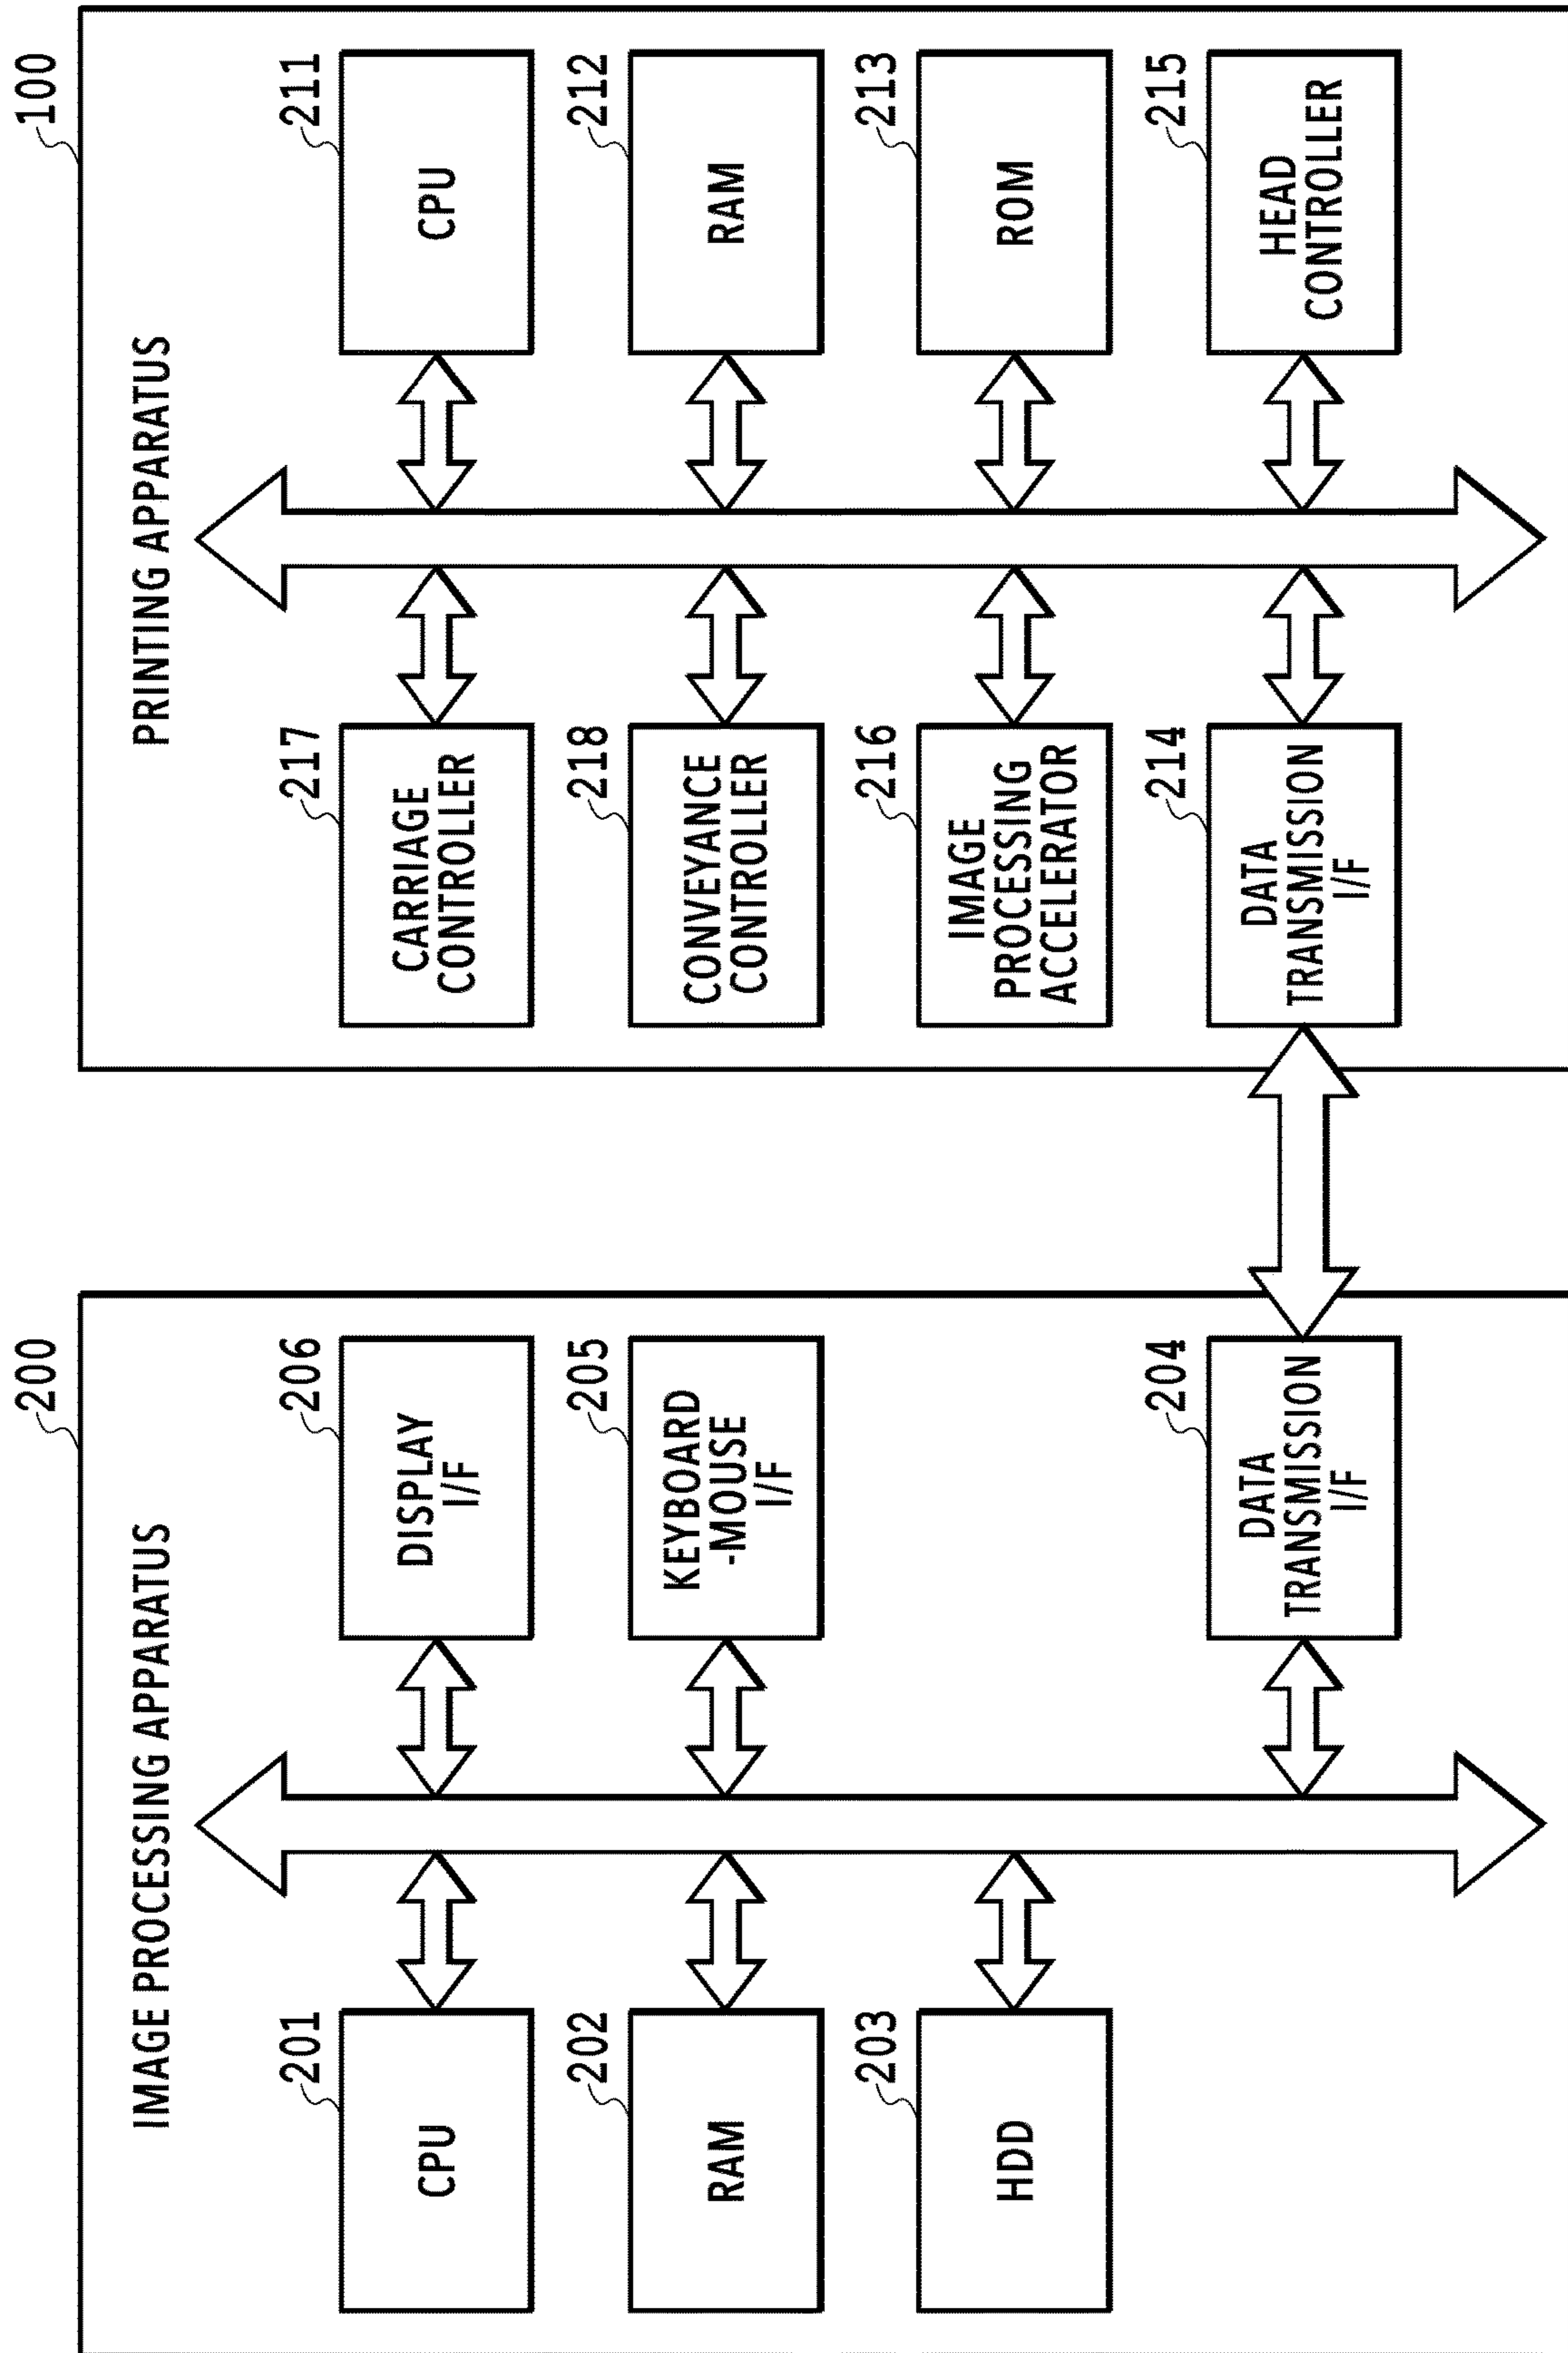 200
IMAGE PROCESSING APPARATUS
201
CPU
206
DISPLAY
I/F
202
RAM
205
KEYBOARD
-MOUSE
I/F
203
HDD
204
DATA
TRANSMISSION
I/F
100
PRINTING APPARATUS
217
CARRIAGE
CONTROLLER
211
CPU
218
CONVEYANCE
CONTROLLER
212
RAM
216
IMAGE
PROCESSING
ACCELERATOR
213
ROM
214
DATA
TRANSMISSION
I/F
215
HEAD
CONTROLLER